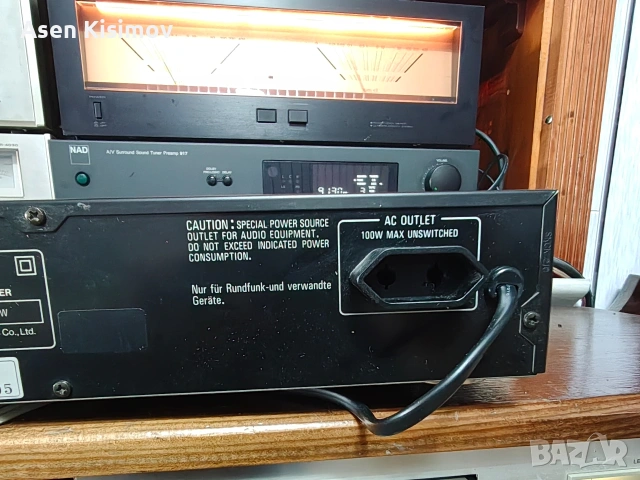 Asen Kisimov
NAD
A/V Surround Sound Tuner Preamp 917
VOLUME
CAUTION: SPECIAL POWER SOURCE
OUTLET FOR AUDIO EQUIPMENT.
DO NOT EXCEED INDICATED POWER
CONSUMPTION.
Nur für Rundfunk-und verwandte
Geräte.
AC OUTLET
100W MAX UNSWITCHED
W
Co., Ltd.
BAZAR